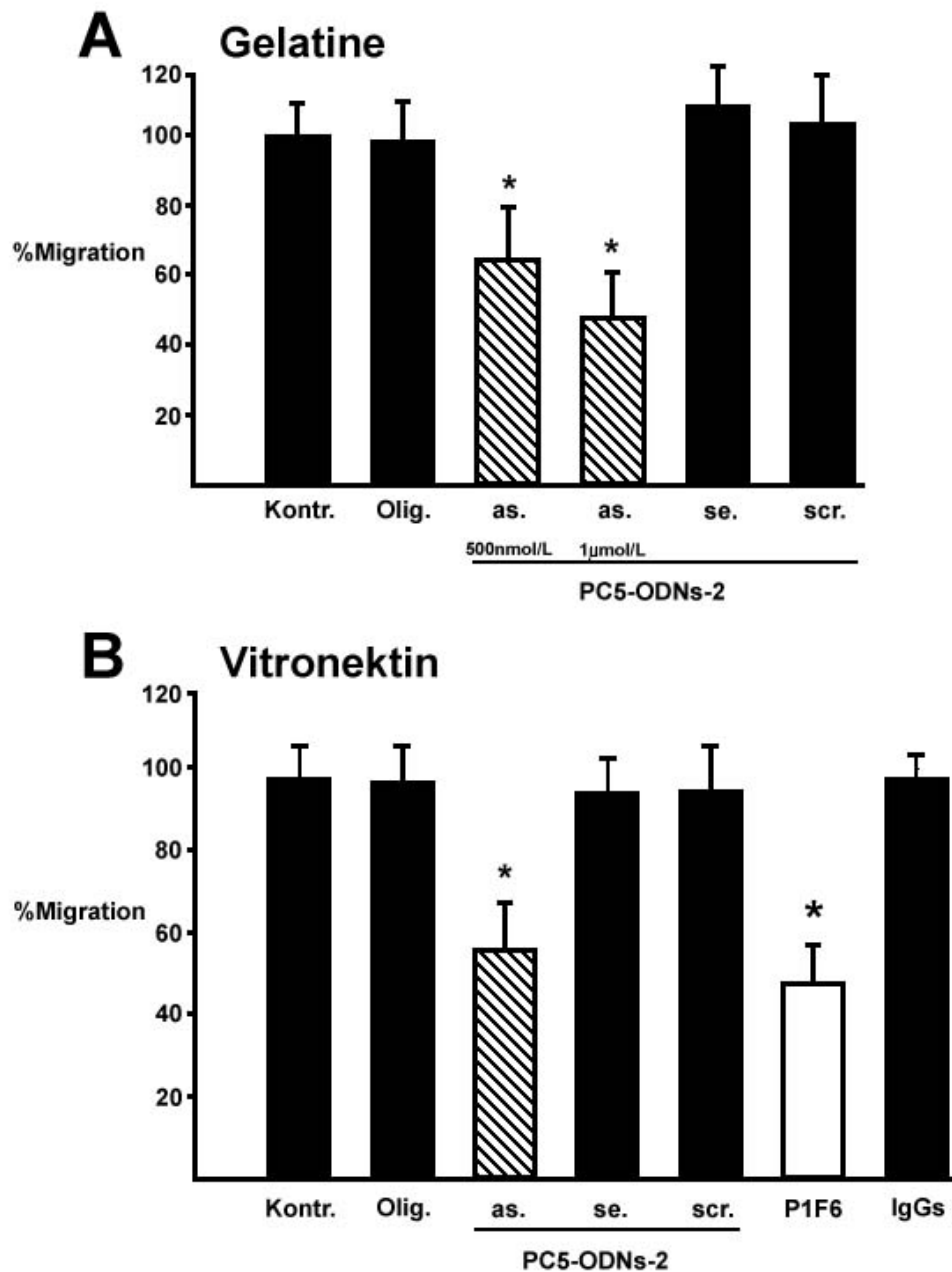 A Gelatine
120
100
80
%Migration
60
40
20
*
*
Kontr. Olig. as. as. se. scr.
500nmol/L 1µmol/L
PC5-ODNs-2
B Vitronektin
120
100
80
%Migration
60
40
20
*
*
Kontr. Olig. as. se. scr. P1F6 IgGs
PC5-ODNs-2